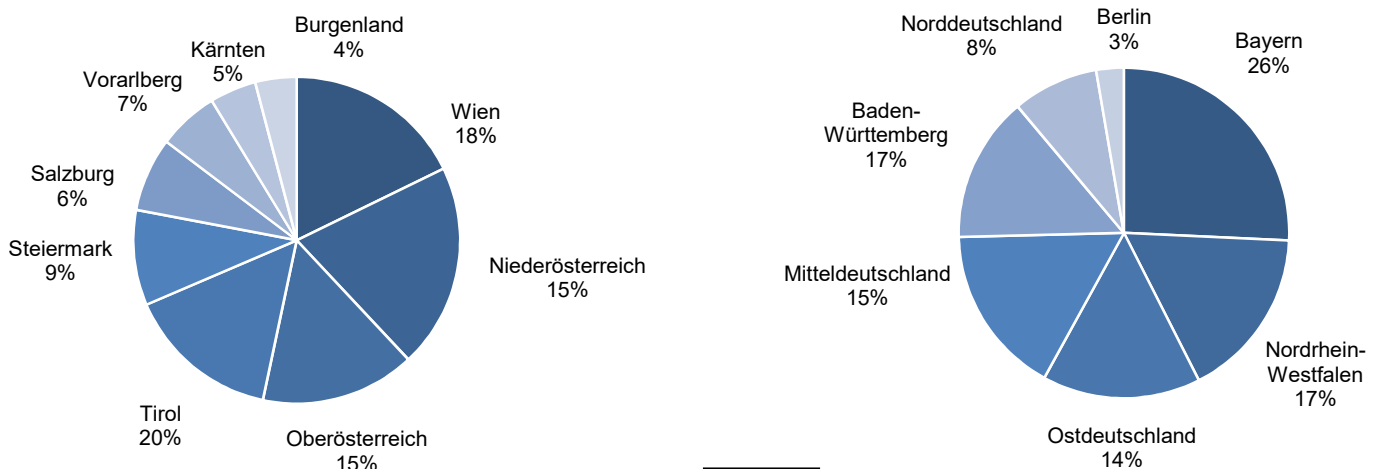 Burgenland
4%
Kärnten
5%
Vorarlberg
7%
Salzburg
6%
Steiermark
9%
Tirol
20%
Oberösterreich
15%
Niederösterreich
15%
Wien
18%
Berlin
3%
Norddeutschland
8%
Baden-
Württemberg
17%
Mitteldeutschland
15%
Ostdeutschland
14%
Nordrhein-
Westfalen
17%
Bayern
26%